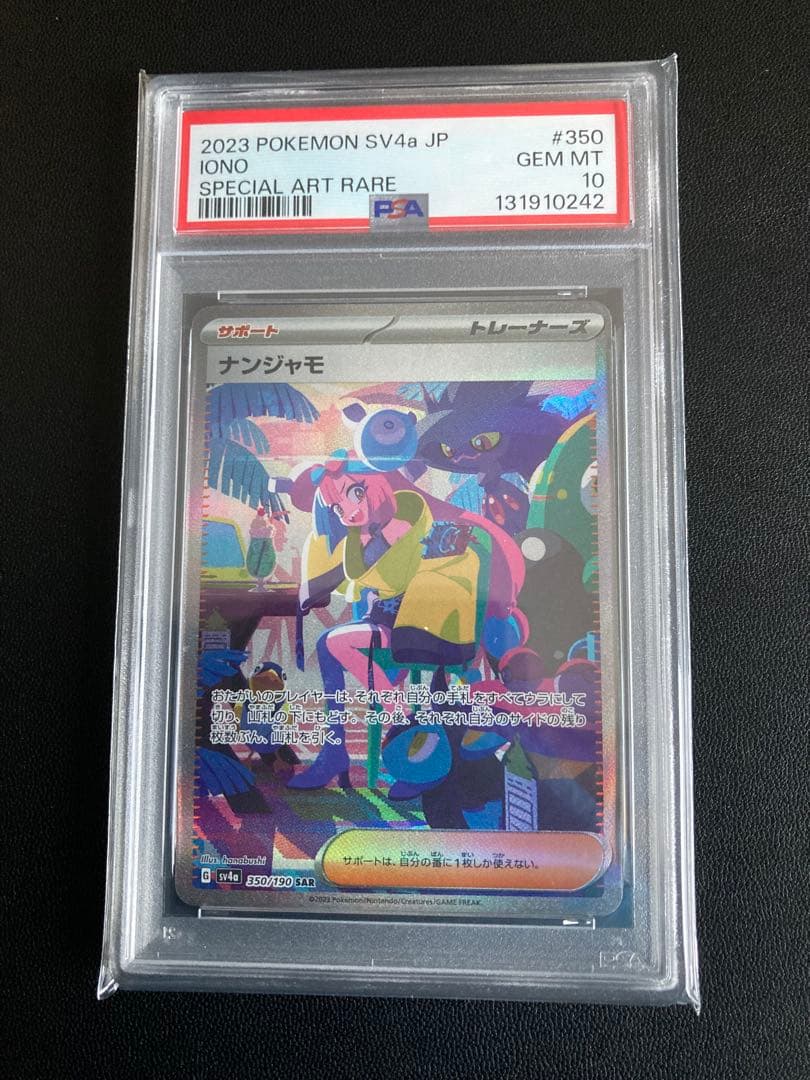 2023 POKEMON SV4a JP #350
IONO GEM MT
SPECIAL ART RARE 10
PSA 131910242
サポート トレーナーズ
ナンジャモ
おたがいのプレイヤーは、それぞれ自分の手札をすべてウラにして
切り、山札の下にもどす。その後、それぞれ自分のサイドの残り
枚数ぶん、山札を引く。
Illus. hanabushi
サポートは、自分の番に1枚しか使えない。
G sv4a 350/190 SAR
©2023 Pokémon/Nintendo/Creatures/GAME FREAK.
PSA